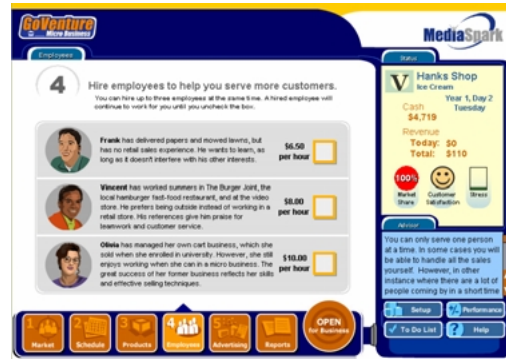 GoVenture
Micro Business
MediaSpark
Employees
Status
4
Hire employees to help you serve more customers.
You can hire up to three employees at the same time. A hired employee will
continue to work for you until you uncheck the box.
Frank has delivered papers and mowed lawns, but
has no retail sales experience. He wants to learn, as
long as it doesn't interfere with his other interests.
$6.50
per hour
Vincent has worked summers in The Burger Joint, the
local hamburger fast-food restaurant, and at the video
store. He prefers being outside instead of working in a
retail store. His references give him praise for
teamwork and customer service.
$8.00
per hour
Olivia has managed her own cart business, which she
sold when she enrolled in university. However, she still
enjoys working when she can in a micro business. The
great success of her former business reflects her skills
and effective selling techniques.
$10.00
per hour
V
Hanks Shop
Ice Cream
Year 1, Day 2
Tuesday
Cash
$4,719
Revenue
Today: $0
Total: $110
100%
Market
Share
Customer
Satisfaction
Stress
Advisor
You can only serve one person
at a time. In some cases you will
be able to handle all the sales
yourself. However, in other
instance where there are a lot of
people coming by in a short time
Setup
Performance
To Do List
? Help
1
Market
2
Schedule
3
Products
4
Employees
5
Advertising
Reports
OPEN
for Business